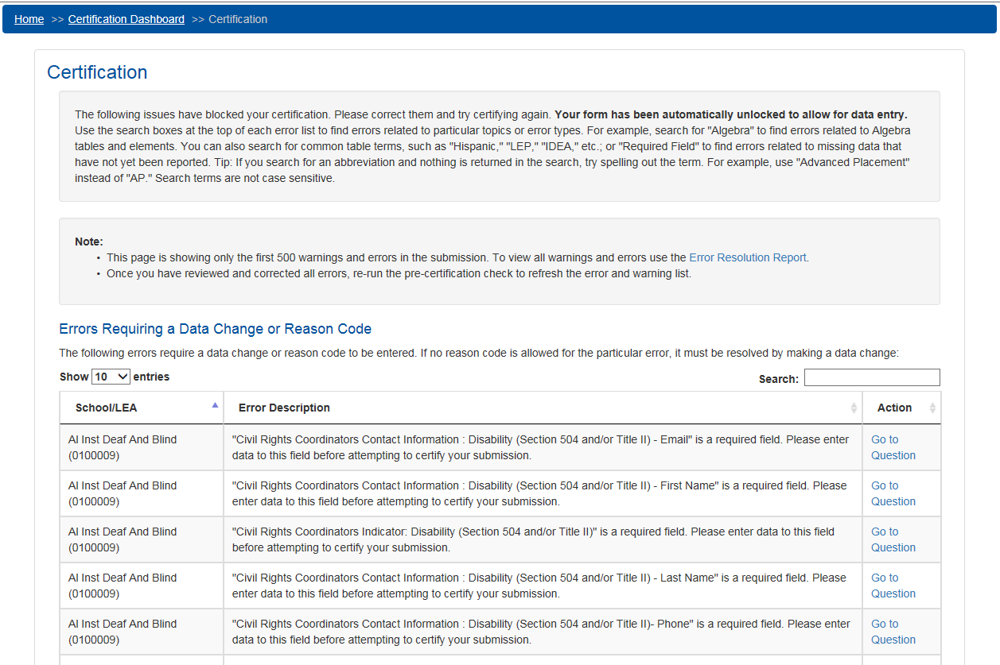 Home >> Certification Dashboard >> Certification
Certification
The following issues have blocked your certification. Please correct them and try certifying again. Your form has been automatically unlocked to allow for data entry.
Use the search boxes at the top of each error list to find errors related to particular topics or error types. For example, search for "Algebra" to find errors related to Algebra
tables and elements. You can also search for common table terms, such as "Hispanic," "LEP," "IDEA," etc.; or "Required Field" to find errors related to missing data that
have not yet been reported. Tip: If you search for an abbreviation and nothing is returned in the search, try spelling out the term. For example, use "Advanced Placement"
instead of "AP." Search terms are not case sensitive.
Note:
• This page is showing only the first 500 warnings and errors in the submission. To view all warnings and errors use the Error Resolution Report.
• Once you have reviewed and corrected all errors, re-run the pre-certification check to refresh the error and warning list.
Errors Requiring a Data Change or Reason Code
The following errors require a data change or reason code to be entered. If no reason code is allowed for the particular error, it must be resolved by making a data change:
Show 10 entries
Search:
School/LEA Error Description Action
Al Inst Deaf And Blind "Civil Rights Coordinators Contact Information : Disability (Section 504 and/or Title II) - Email" is a required field. Please enter Go to
(0100009) data to this field before attempting to certify your submission. Question
Al Inst Deaf And Blind "Civil Rights Coordinators Contact Information : Disability (Section 504 and/or Title II) - First Name" is a required field. Please Go to
(0100009) enter data to this field before attempting to certify your submission. Question
Al Inst Deaf And Blind "Civil Rights Coordinators Indicator: Disability (Section 504 and/or Title II)" is a required field. Please enter data to this field Go to
(0100009) before attempting to certify your submission. Question
Al Inst Deaf And Blind "Civil Rights Coordinators Contact Information : Disability (Section 504 and/or Title II) - Last Name" is a required field. Please Go to
(0100009) enter data to this field before attempting to certify your submission. Question
Al Inst Deaf And Blind "Civil Rights Coordinators Contact Information : Disability (Section 504 and/or Title II)- Phone" is a required field. Please enter Go to
(0100009) data to this field before attempting to certify your submission. Question